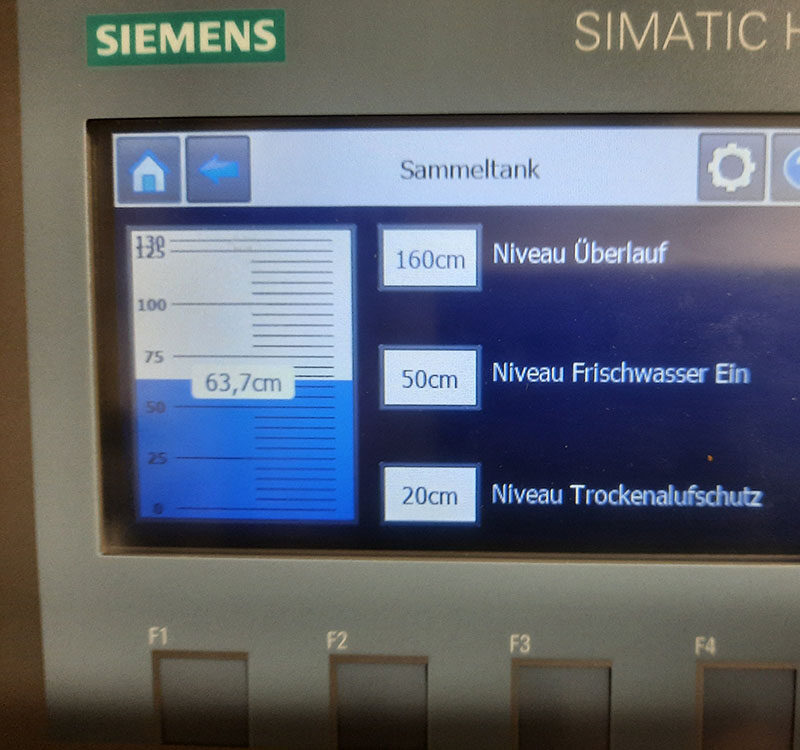 SIEMENS
SIMATIC H
Sammeltank
130
125
100
75
50
25
0
63,7cm
160cm Niveau Überlauf
50cm Niveau Frischwasser Ein
20cm Niveau Trockenalufschutz
F1 F2 F3 F4